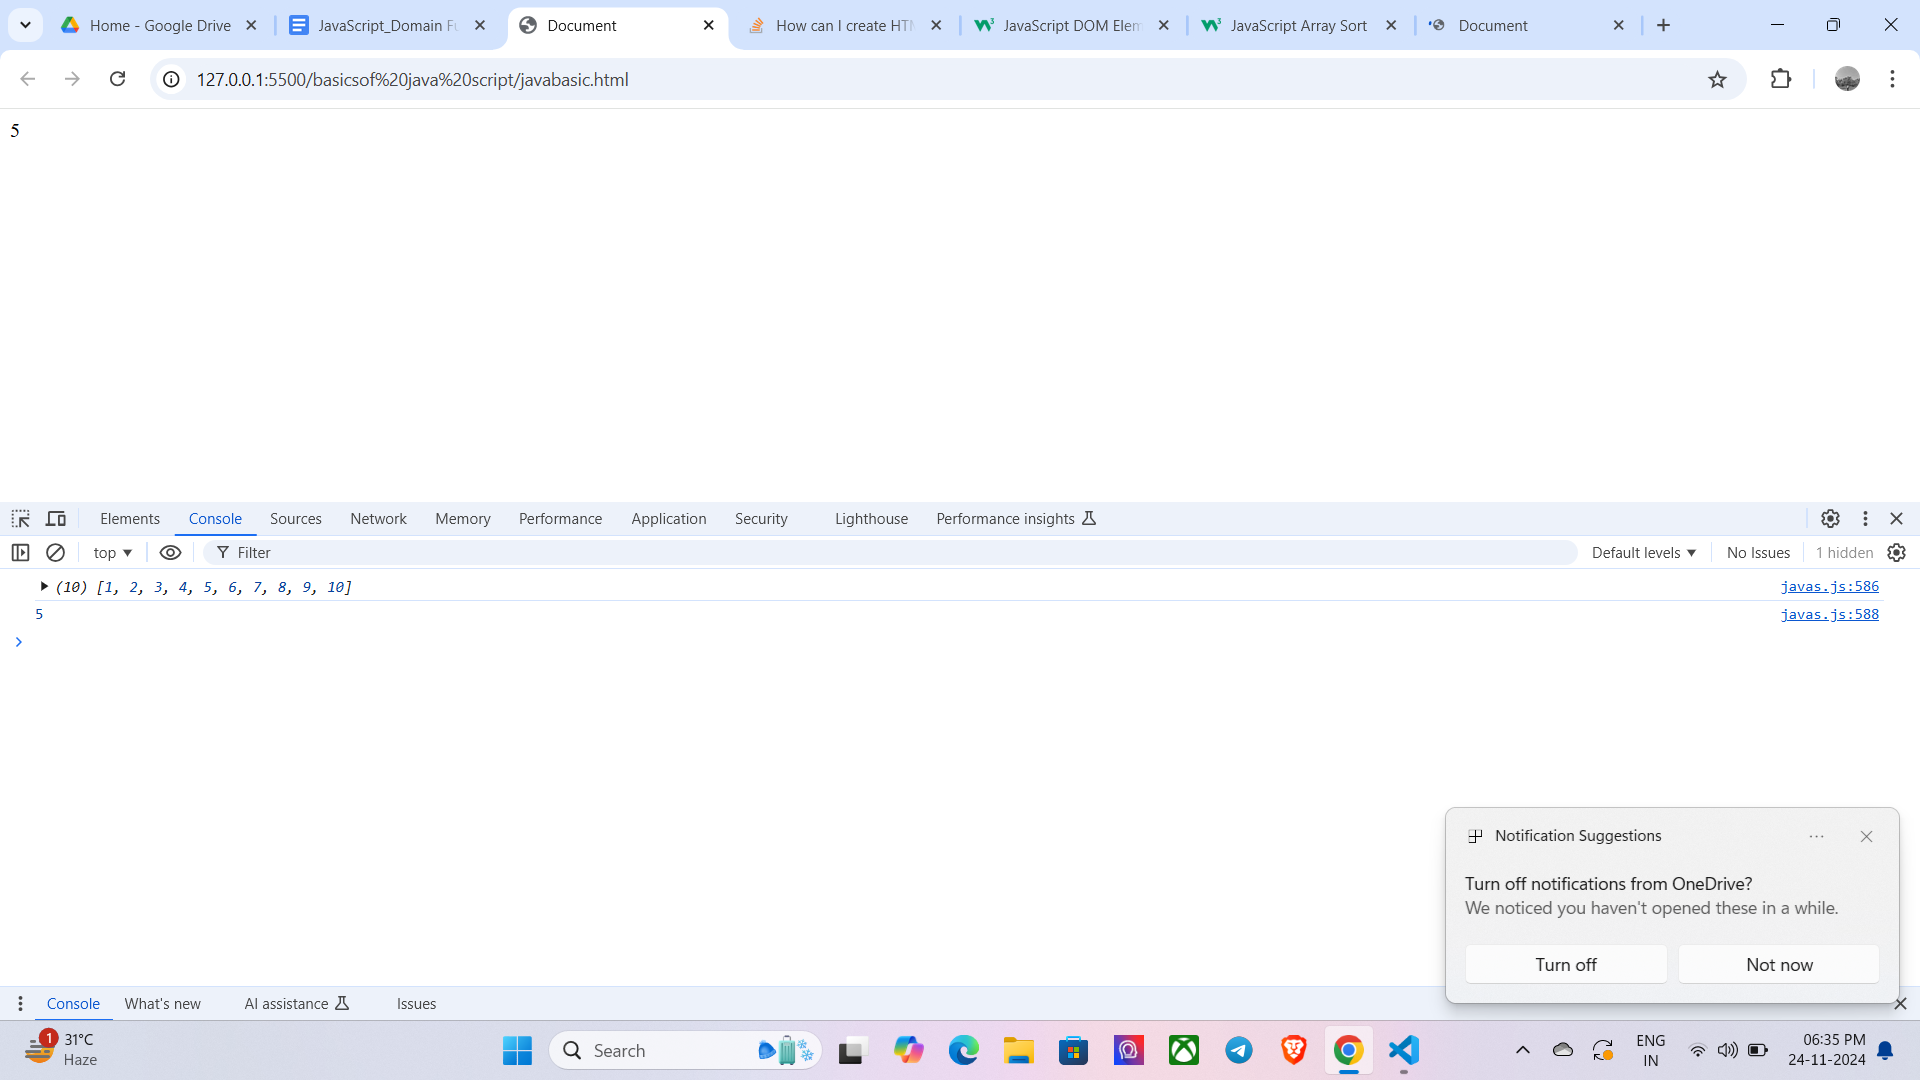 Home - Google Drive
JavaScript_Domain Fu
Document
How can I create HTM
JavaScript DOM Elem
JavaScript Array Sort
Document
127.0.0.1:5500/basicsof%20java%20script/javabasic.html
5
Elements Console Sources Network Memory Performance Application Security Lighthouse Performance insights
top Filter Default levels No Issues 1 hidden
(10) [1, 2, 3, 4, 5, 6, 7, 8, 9, 10] javas.js:586
5 javas.js:588
Notification Suggestions
Turn off notifications from OneDrive?
We noticed you haven't opened these in a while.
Turn off Not now
Console What's new AI assistance Issues
1
31°C
Haze
Search
ENG
IN
06:35 PM
24-11-2024